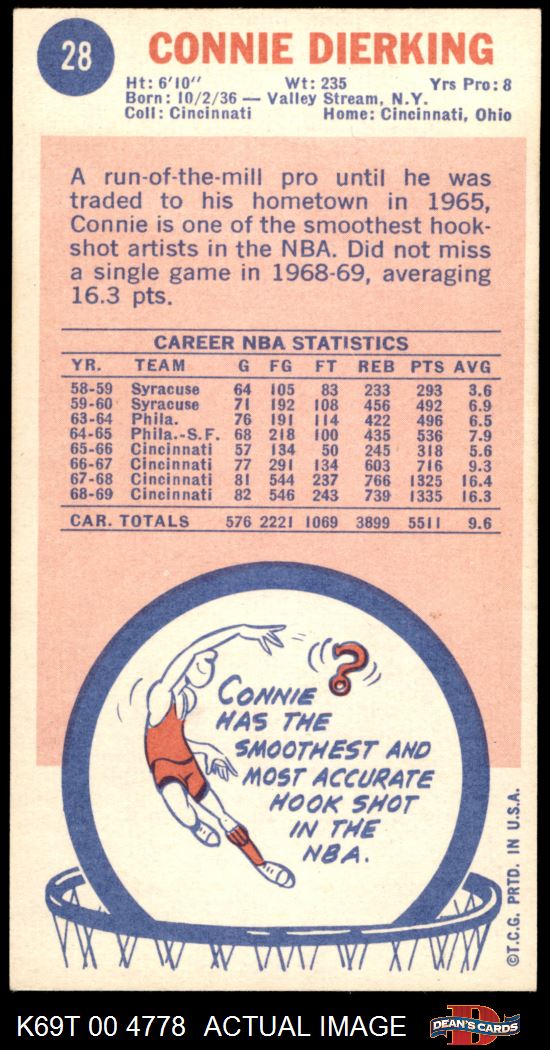 28
CONNIE DIERKING
Ht: 6'10" Wt: 235 Yrs Pro: 8
Born: 10/2/36 — Valley Stream, N.Y.
Coll: Cincinnati Home: Cincinnati, Ohio
A run-of-the-mill pro until he was
traded to his hometown in 1965,
Connie is one of the smoothest hook-
shot artists in the NBA. Did not miss
a single game in 1968-69, averaging
16.3 pts.
CAREER NBA STATISTICS
YR. TEAM G FG FT REB PTS AVG
58-59 Syracuse 64 105 83 233 293 3.6
59-60 Syracuse 71 192 108 456 492 6.9
63-64 Phila. 76 191 114 422 496 6.5
64-65 Phila.-S.F. 68 218 100 435 536 7.9
65-66 Cincinnati 57 134 50 245 318 5.6
66-67 Cincinnati 77 291 134 603 716 9.3
67-68 Cincinnati 81 544 237 766 1325 16.4
68-69 Cincinnati 82 546 243 739 1335 16.3
CAR. TOTALS 576 2221 1069 3899 5511 9.6
?
CONNIE
HAS THE
SMOOTHEST AND
MOST ACCURATE
HOOK SHOT
IN THE
NBA.
©T.C.G. PRTD. IN U.S.A.
K69T 00 4778 ACTUAL IMAGE
D
DEAN'S CARDS